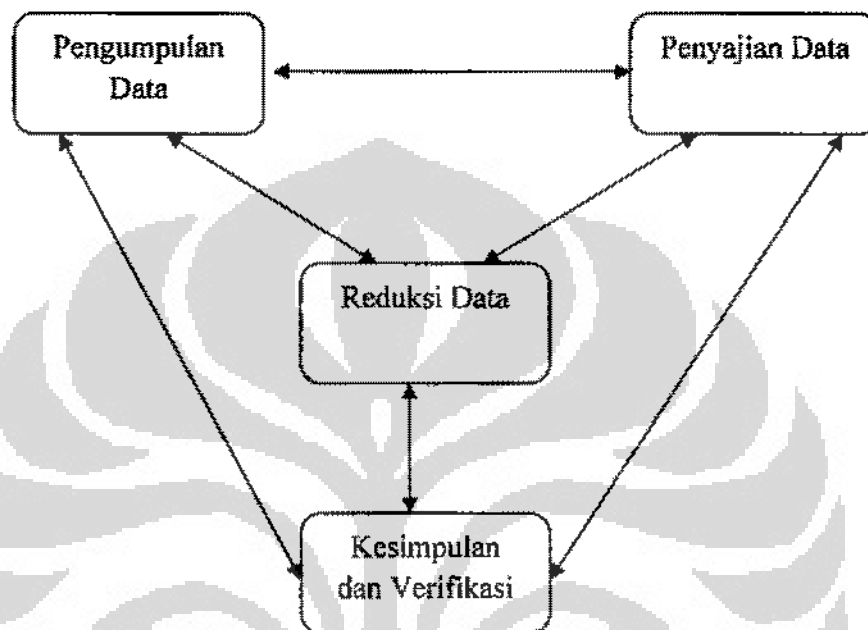 Pengumpulan
Data
Penyajian Data
Reduksi Data
Kesimpulan
dan Verifikasi